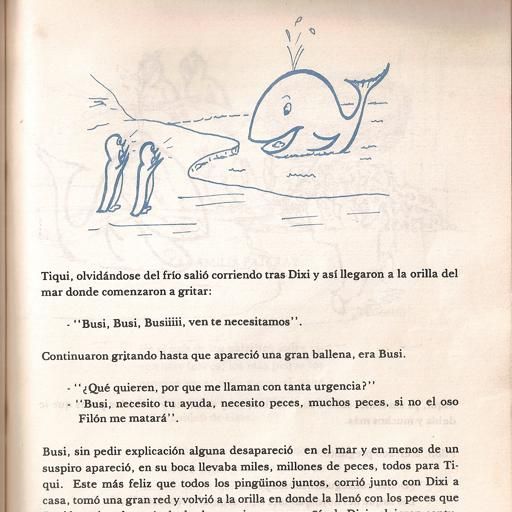 Tiqui, olvidándose del frío salió corriendo tras Dixi y así llegaron a la orilla del
mar donde comenzaron a gritar:
- "Busi, Busi, Busiiiii, ven te necesitamos".
Continuaron gritando hasta que apareció una gran ballena, era Busi.
- "¿Qué quieren, por que me llaman con tanta urgencia?"
- "Busi, necesito tu ayuda, necesito peces, muchos peces, si no el oso
Filón me matará".
Busi, sin pedir explicación alguna desapareció en el mar y en menos de un
suspiro apareció, en su boca llevaba miles, millones de peces, todos para Ti-
qui. Este más feliz que todos los pingüinos juntos, corrió junto con Dixi a
casa, tomó una gran red y volvió a la orilla en donde la llenó con los peces que